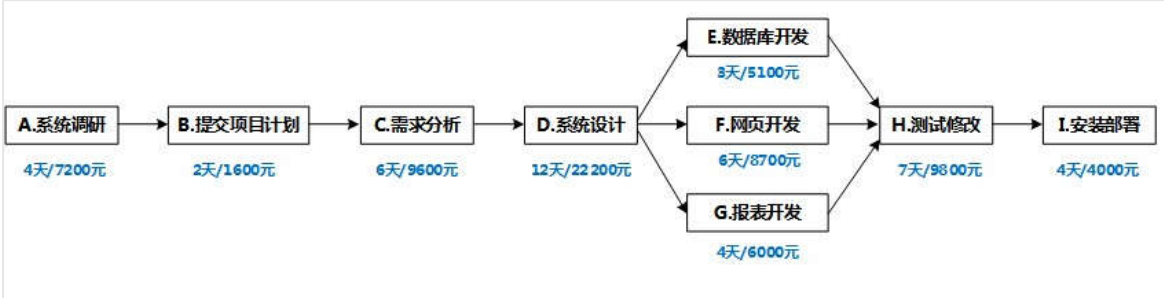 E.数据库开发
3天/5100元
A.系统调研
4天/7200元
B.提交项目计划
2天/1600元
C.需求分析
6天/9600元
D.系统设计
12天/22200元
F.网页开发
6天/8700元
H.测试修改
7天/9800元
I.安装部署
4天/4000元
G.报表开发
4天/6000元